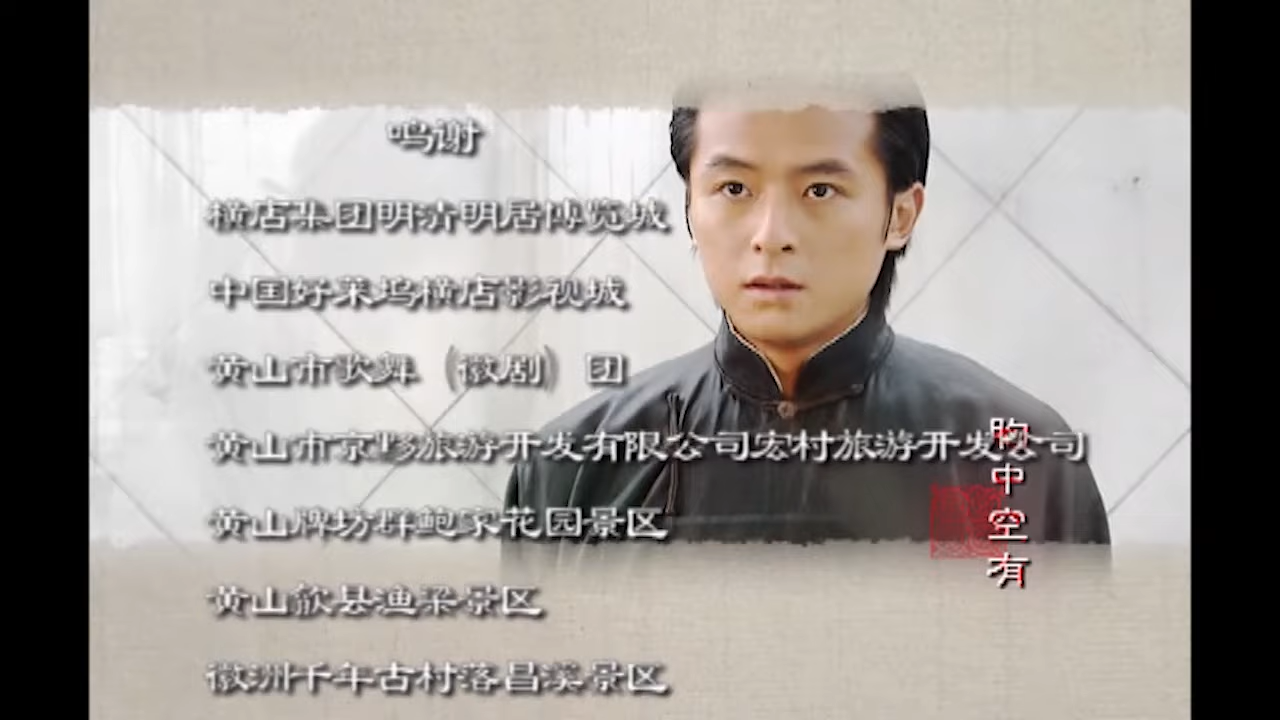 鸣谢
横店集团明清明居博览城
中国好莱坞横店影视城
黄山市歌舞（徽剧）团
黄山市京黟旅游开发有限公司宏村旅游开发公司
黄山牌坊群鲍家花园景区
黄山歙县渔梁景区
徽洲千年古村落昌溪景区
胸中空有